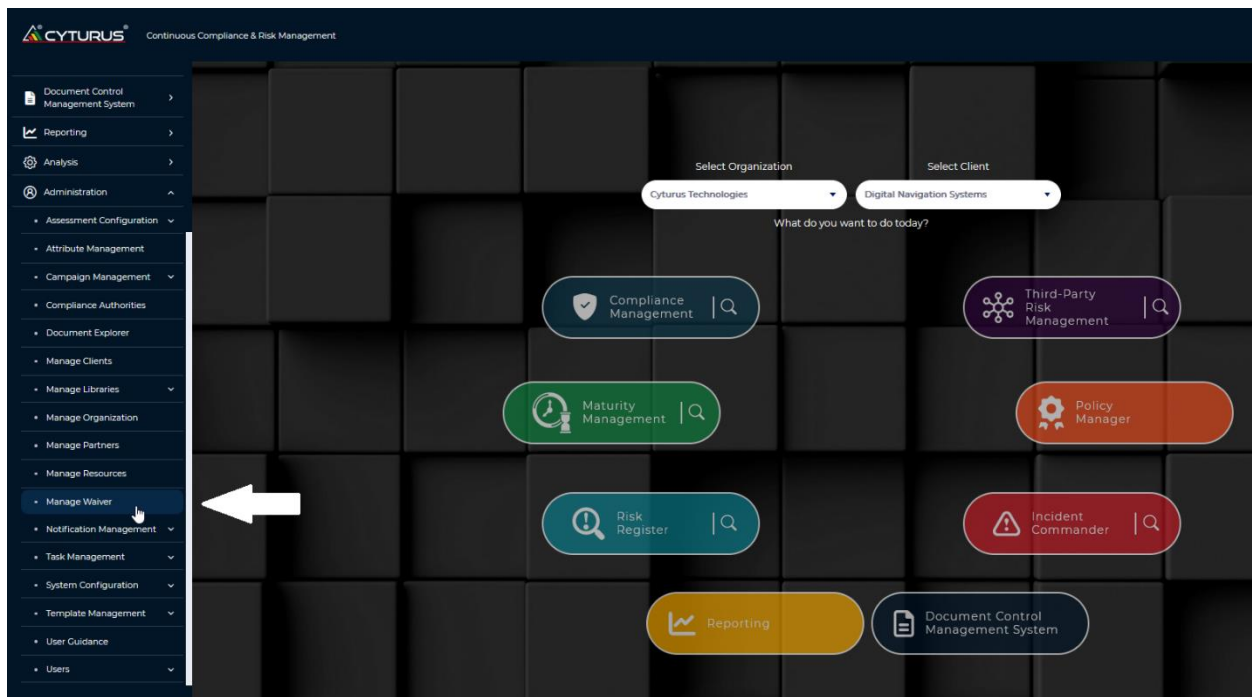 CYTURUS® Continuous Compliance & Risk Management
Document Control
Management System
Reporting
Analysis
Administration
Assessment Configuration
Attribute Management
Campaign Management
Compliance Authorities
Document Explorer
Manage Clients
Manage Libraries
Manage Organization
Manage Partners
Manage Resources
Manage Waiver
Notification Management
Task Management
System Configuration
Template Management
User Guidance
Users
Select Organization
Select Client
Cyturus Technologies
Digital Navigation Systems
What do you want to do today?
Compliance
Management
Third-Party
Risk
Management
Maturity
Management
Policy
Manager
Risk
Register
Incident
Commander
Reporting
Document Control
Management System